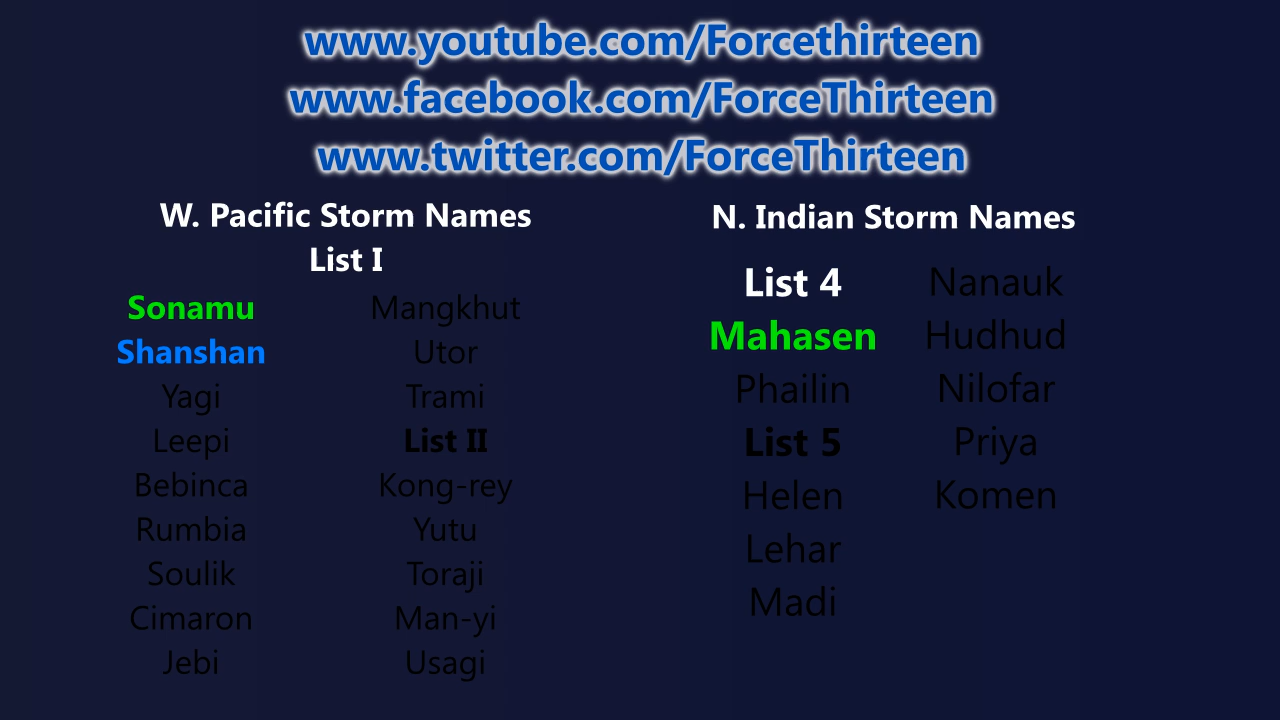 www.youtube.com/Forcethirteen
www.facebook.com/ForceThirteen
www.twitter.com/ForceThirteen
W. Pacific Storm Names
List I
Sonamu
Shanshan
Yagi
Leepi
Bebinca
Rumbia
Soulik
Cimaron
Jebi
Mangkhut
Utor
Trami
List II
Kong-rey
Yutu
Toraji
Man-yi
Usagi
N. Indian Storm Names
List 4
Mahasen
Phailin
List 5
Helen
Lehar
Madi
Nanauk
Hudhud
Nilofar
Priya
Komen